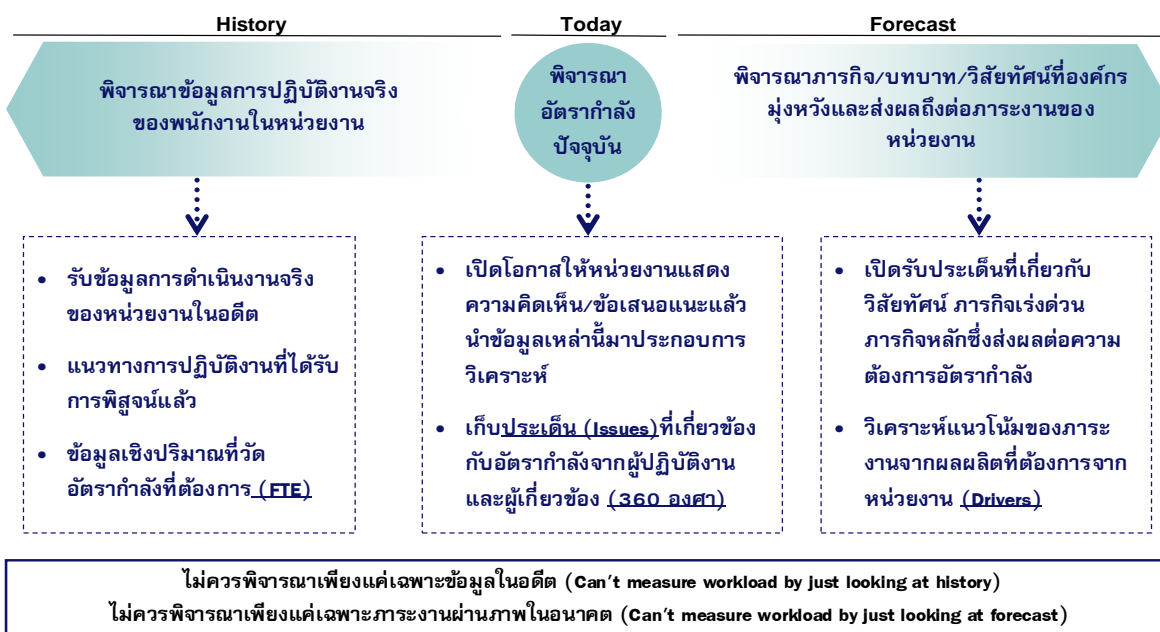 History
Today
Forecast
พิจารณาข้อมูลการปฏิบัติงานจริง
ของพนักงานในหน่วยงาน
พิจารณา
อัตรากำลัง
ปัจจุบัน
พิจารณาภารกิจ/บทบาท/วิสัยทัศน์ที่องค์กร
มุ่งหวังและส่งผลถึงต่อภาระงานของ
หน่วยงาน
• รับข้อมูลการดำเนินงานจริง
ของหน่วยงานในอดีต
• แนวทางการปฏิบัติงานที่ได้รับ
การพิสูจน์แล้ว
• ข้อมูลเชิงปริมาณที่วัด
อัตรากำลังที่ต้องการ (FTE)
• เปิดโอกาสให้หน่วยงานแสดง
ความคิดเห็น/ข้อเสนอแนะแล้ว
นำข้อมูลเหล่านี้มาประกอบการ
วิเคราะห์
• เก็บประเด็น (Issues)ที่เกี่ยวข้อง
กับอัตรากำลังจากผู้ปฏิบัติงาน
และผู้เกี่ยวข้อง (360 องศา)
• เปิดรับประเด็นที่เกี่ยวกับ
วิสัยทัศน์ ภารกิจเร่งด่วน
ภารกิจหลักซึ่งส่งผลต่อความ
ต้องการอัตรากำลัง
• วิเคราะห์แนวโน้มของภาระ
งานจากผลผลิตที่ต้องการจาก
หน่วยงาน (Drivers)
ไม่ควรพิจารณาเพียงแค่เฉพาะข้อมูลในอดีต (Can't measure workload by just looking at history)
ไม่ควรพิจารณาเพียงแค่เฉพาะภาระงานผ่านภาพในอนาคต (Can't measure workload by just looking at forecast)